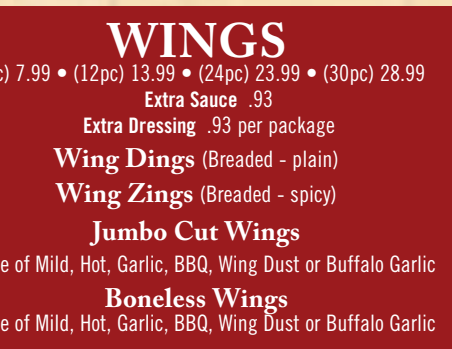 WINGS
7.99 • (12pc) 13.99 • (24pc) 23.99 • (30pc) 28.99
Extra Sauce .93
Extra Dressing .93 per package
Wing Dings (Breaded - plain)
Wing Zings (Breaded - spicy)
Jumbo Cut Wings
of Mild, Hot, Garlic, BBQ, Wing Dust or Buffalo Garlic
Boneless Wings
of Mild, Hot, Garlic, BBQ, Wing Dust or Buffalo Garlic